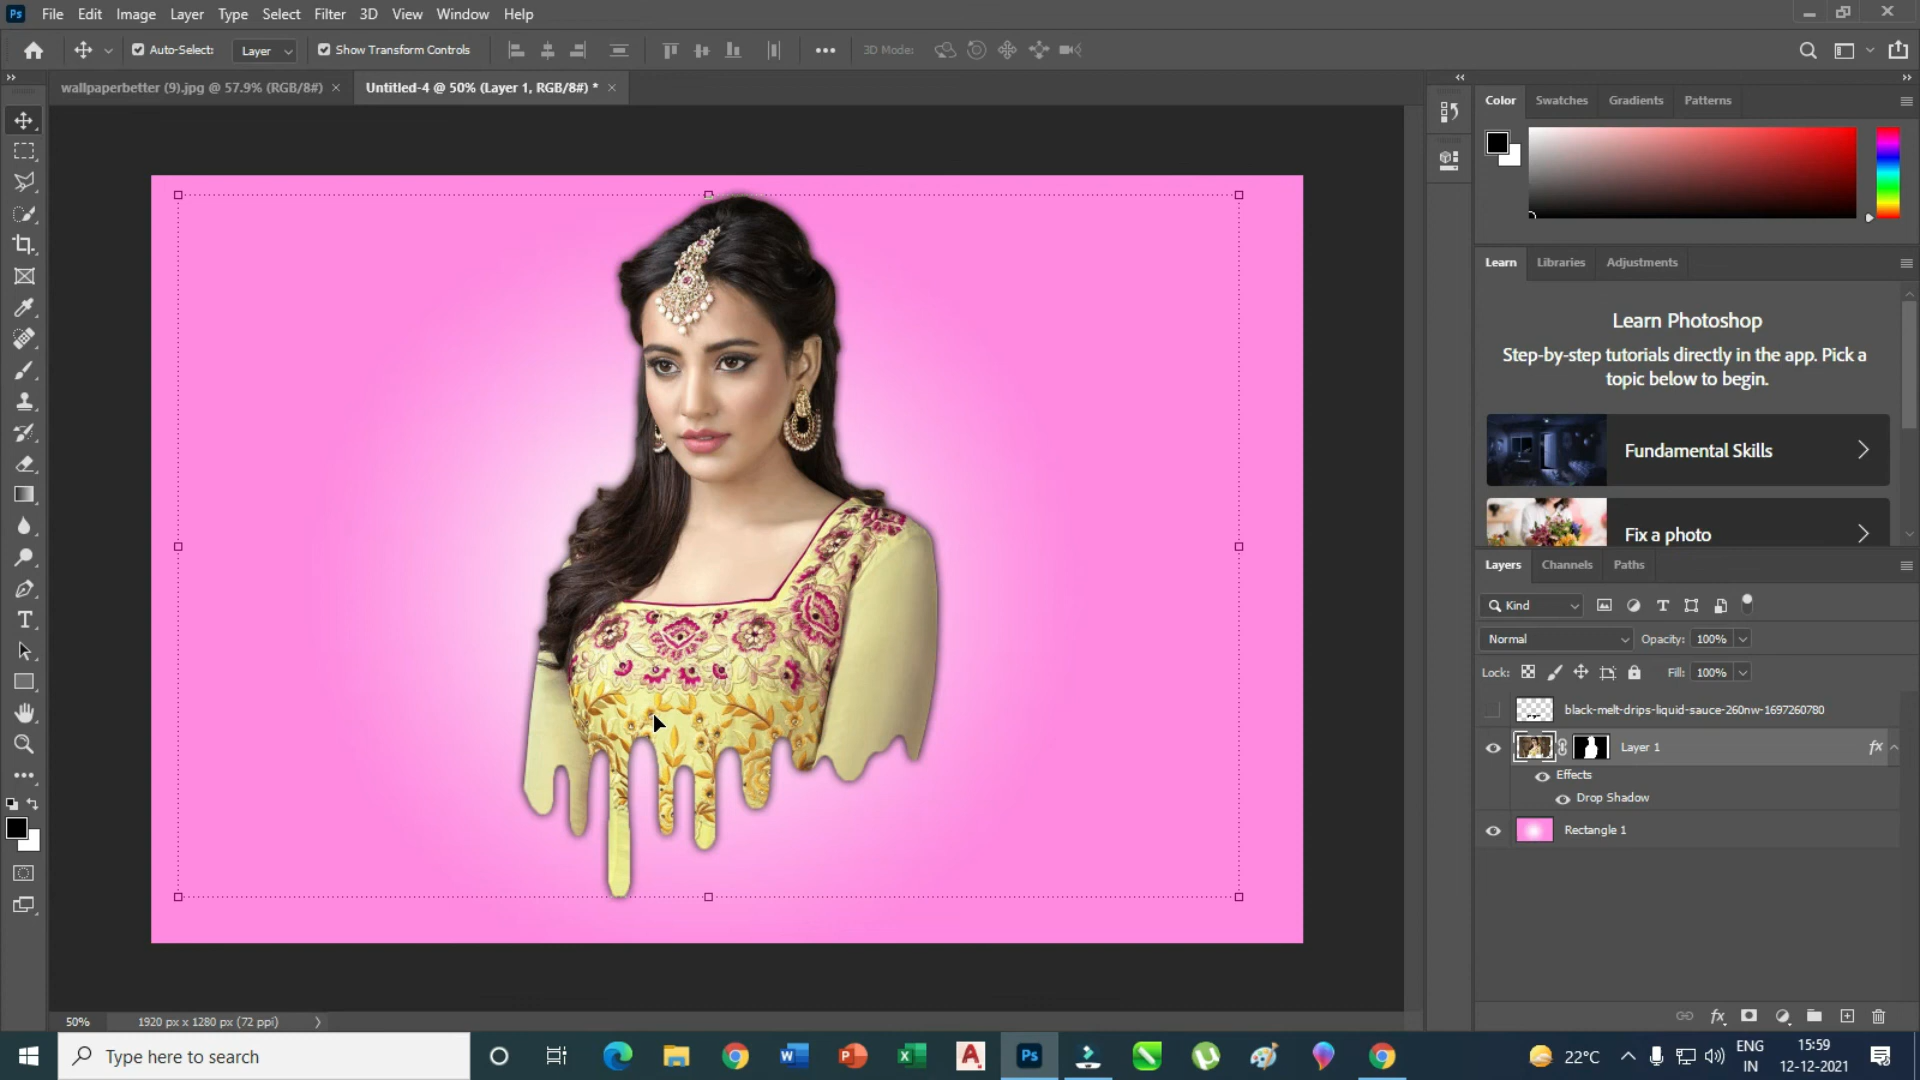 Ps File Edit Image Layer Type Select Filter 3D View Window Help
Auto-Select: Layer Show Transform Controls 3D Mode:
wallpaperbetter (9).jpg @ 57.9% (RGB/8#) × Untitled-4 @ 50% (Layer 1, RGB/8#) * ×
Color Swatches Gradients Patterns
Learn Libraries Adjustments
Learn Photoshop
Step-by-step tutorials directly in the app. Pick a
topic below to begin.
Fundamental Skills
Fix a photo
Layers Channels Paths
Kind
Normal Opacity: 100%
Lock: Fill: 100%
black-melt-drips-liquid-sauce-260nw-1697260780
Layer 1 fx
Effects
Drop Shadow
Rectangle 1
50% 1920 px x 1280 px (72 ppi)
Type here to search
22°C ENG
IN
15:59
12-12-2021